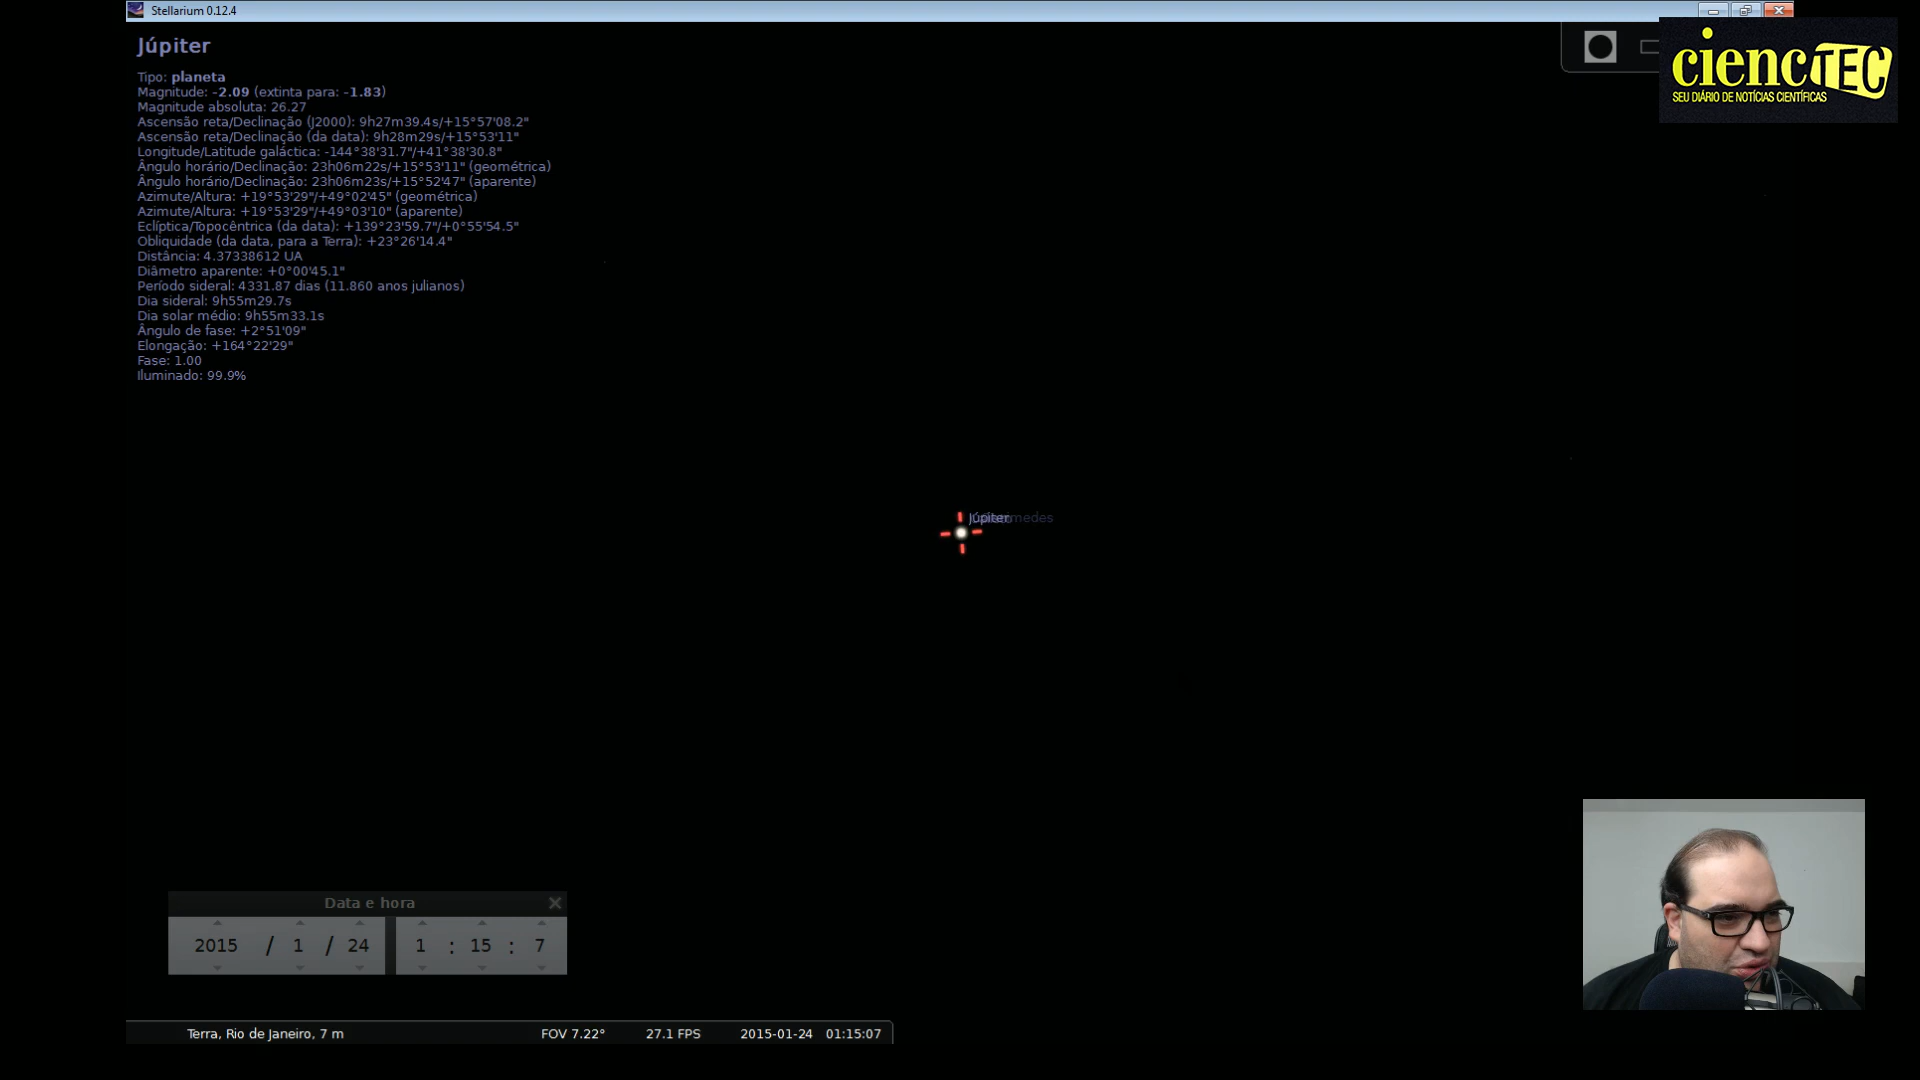 Stellarium 0.12.4
Júpiter
Tipo: planeta
Magnitude: -2.09 (extinta para: -1.83)
Magnitude absoluta: 26.27
Ascensão reta/Declinação (J2000): 9h27m39.4s/+15°57'08.2"
Ascensão reta/Declinação (da data): 9h28m29s/+15°53'11"
Longitude/Latitude galáctica: -144°38'31.7"/+41°38'30.8"
Ângulo horário/Declinação: 23h06m22s/+15°53'11" (geométrica)
Ângulo horário/Declinação: 23h06m23s/+15°52'47" (aparente)
Azimute/Altura: +19°53'29"/+49°02'45" (geométrica)
Azimute/Altura: +19°53'29"/+49°03'10" (aparente)
Eclíptica/Topocêntrica (da data): +139°23'59.7"/+0°55'54.5"
Obliquidade (da data, para a Terra): +23°26'14.4"
Distância: 4.37338612 UA
Diâmetro aparente: +0°00'45.1"
Período sideral: 4331.87 dias (11.860 anos julianos)
Dia sideral: 9h55m29.7s
Dia solar médio: 9h55m33.1s
Ângulo de fase: +2°51'09"
Elongação: +164°22'29"
Fase: 1.00
Iluminado: 99.9%
ciencTEC
SEU DIÁRIO DE NOTÍCIAS CIENTÍFICAS
Júpiter
Data e hora
2015 / 1 / 24 1 : 15 : 7
Terra, Rio de Janeiro, 7 m FOV 7.22° 27.1 FPS 2015-01-24 01:15:07